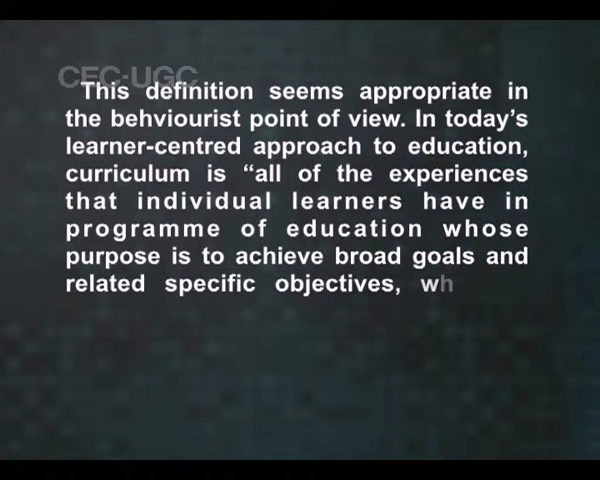 CEC-UGC
This definition seems appropriate in
the behviourist point of view. In today's
learner-centred approach to education,
curriculum is “all of the experiences
that individual learners have in
programme of education whose
purpose is to achieve broad goals and
related specific objectives, wh